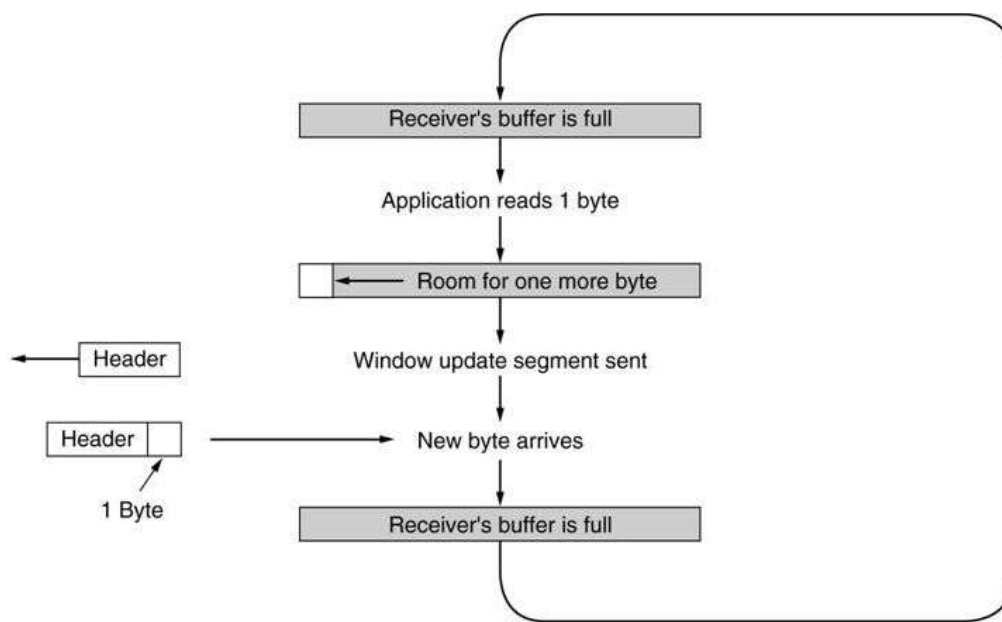 Receiver's buffer is full
Application reads 1 byte
Room for one more byte
Window update segment sent
Header
Header
New byte arrives
1 Byte
Receiver's buffer is full